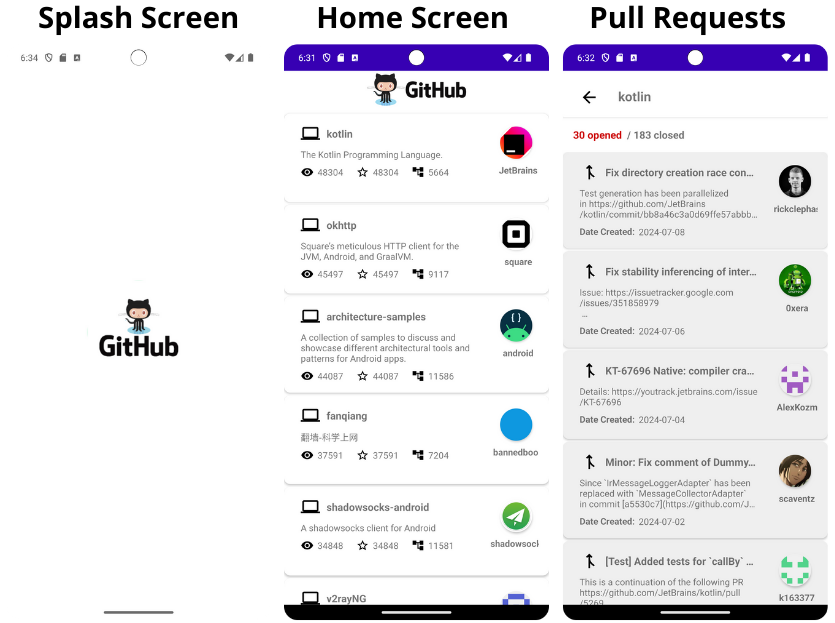 Splash Screen
Home Screen
Pull Requests
6:34
GitHub
6:31
GitHub
kotlin
The Kotlin Programming Language.
48304 48304 5664
JetBrains
okhttp
Square's meticulous HTTP client for the
JVM, Android, and GraalVM.
45497 45497 9117
square
architecture-samples
A collection of samples to discuss and
showcase different architectural tools and
patterns for Android apps.
44087 44087 11586
android
fanqiang
翻墙-科学上网
37591 37591 7204
bannedboo
shadowsocks-android
A shadowsocks client for Android
34848 34848 11581
shadowsock
v2rayNG
6:32
kotlin
30 opened / 183 closed
Fix directory creation race con...
Test generation has been parallelized
in https://github.com/JetBrains
/kotlin/commit/bb8a46c3a0d69ffe57abbb...
Date Created: 2024-07-08
rickclephas
Fix stability inferencing of inter...
Issue: https://issuetracker.google.com
/issues/351858979
...
Date Created: 2024-07-06
0xera
KT-67696 Native: compiler cra...
Details: https://youtrack.jetbrains.com/issue
/KT-67696
Date Created: 2024-07-04
AlexKozm
Minor: Fix comment of Dummy...
Since `IrMessageLoggerAdapter` has been
replaced with `MessageCollectorAdapter`
in commit [a5530c7](https://github.com/J...
Date Created: 2024-07-02
scaventz
[Test] Added tests for `callBy` ...
This is a continuation of the following PR
https://github.com/JetBrains/kotlin/pull
/5269
k163377